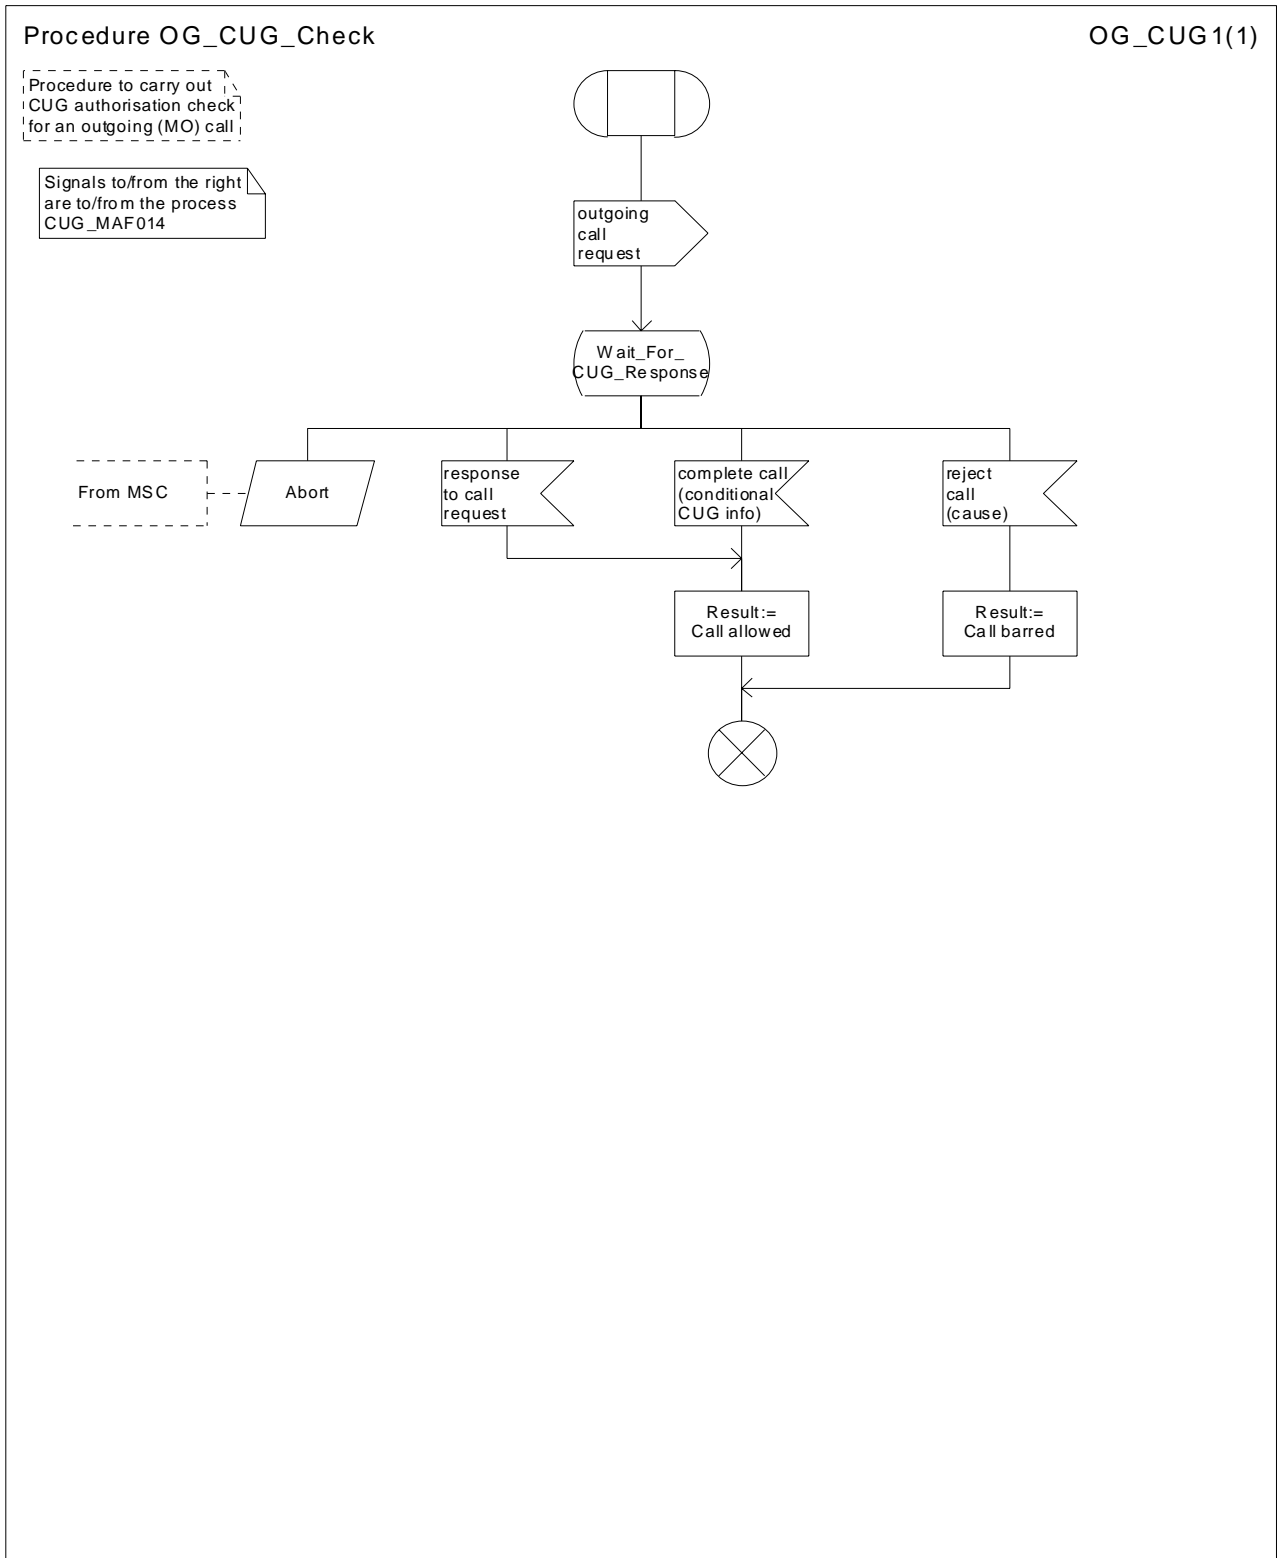 Procedure OG_CUG_Check
OG_CUG1(1)
Procedure to carry out
CUG authorisation check
for an outgoing (MO) call
Signals to/from the right
are to/from the process
CUG_MAF014
outgoing
call
request
Wait_For_
CUG_Response
From MSC
Abort
response
to call
request
complete call
(conditional
CUG info)
reject
call
(cause)
Result:=
Call allowed
Result:=
Call barred